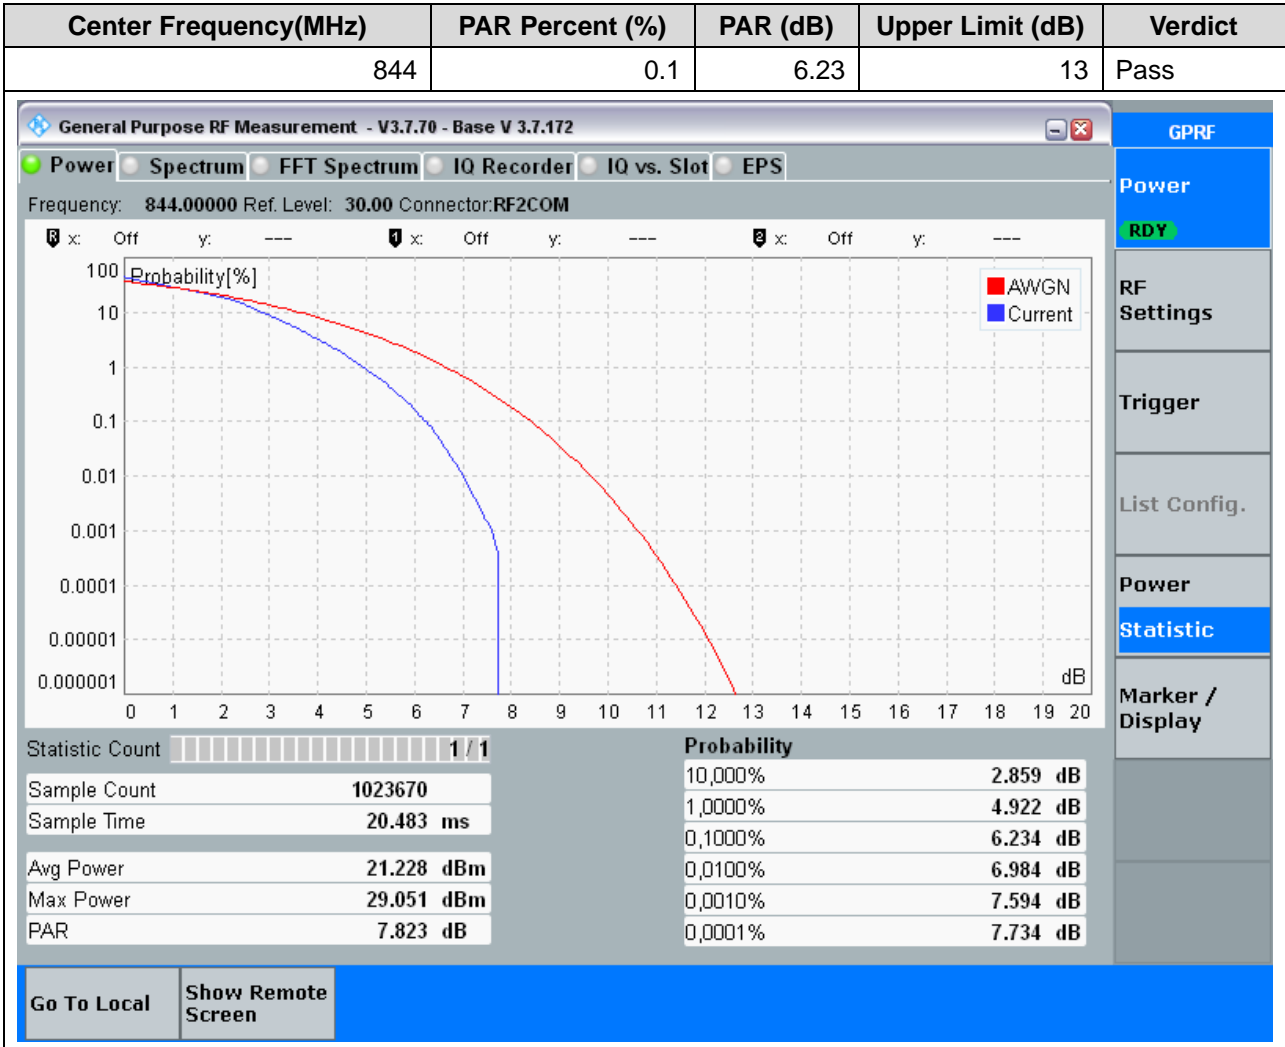 Center Frequency(MHz) PAR Percent (%) PAR (dB) Upper Limit (dB) Verdict
844 0.1 6.23 13 Pass
General Purpose RF Measurement - V3.7.70 - Base V 3.7.172
GPRF
Power Spectrum FFT Spectrum IQ Recorder IQ vs. Slot EPS
Frequency: 844.00000 Ref. Level: 30.00 Connector:RF2COM
R x: Off y: --- 1 x: Off y: --- 2 x: Off y: ---
Probability[%]
AWGN
Current
100
10
1
0.1
0.01
0.001
0.0001
0.00001
0.000001
dB
0 1 2 3 4 5 6 7 8 9 10 11 12 13 14 15 16 17 18 19 20
Statistic Count 1 / 1
Sample Count 1023670
Sample Time 20.483 ms
Avg Power 21.228 dBm
Max Power 29.051 dBm
PAR 7.823 dB
Probability
10,000% 2.859 dB
1,0000% 4.922 dB
0,1000% 6.234 dB
0,0100% 6.984 dB
0,0010% 7.594 dB
0,0001% 7.734 dB
Power
RDY
RF
Settings
Trigger
List Config.
Power
Statistic
Marker /
Display
Go To Local
Show Remote
Screen